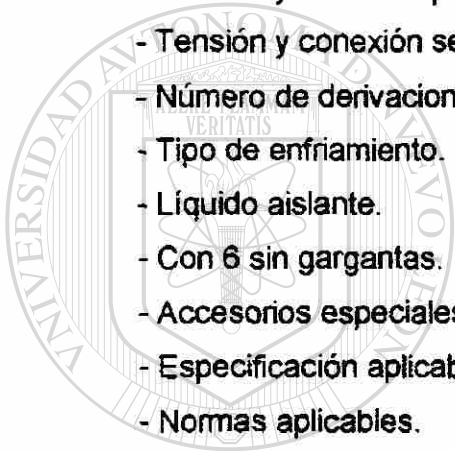 y
- Tensión y conexión se
- Número de derivacion
- Tipo de enfriamiento.
- Líquido aislante.
- Con 6 sin gargantas.
- Accesorios especiales
- Especificación aplicab
- Normas aplicables.
VERITATIS